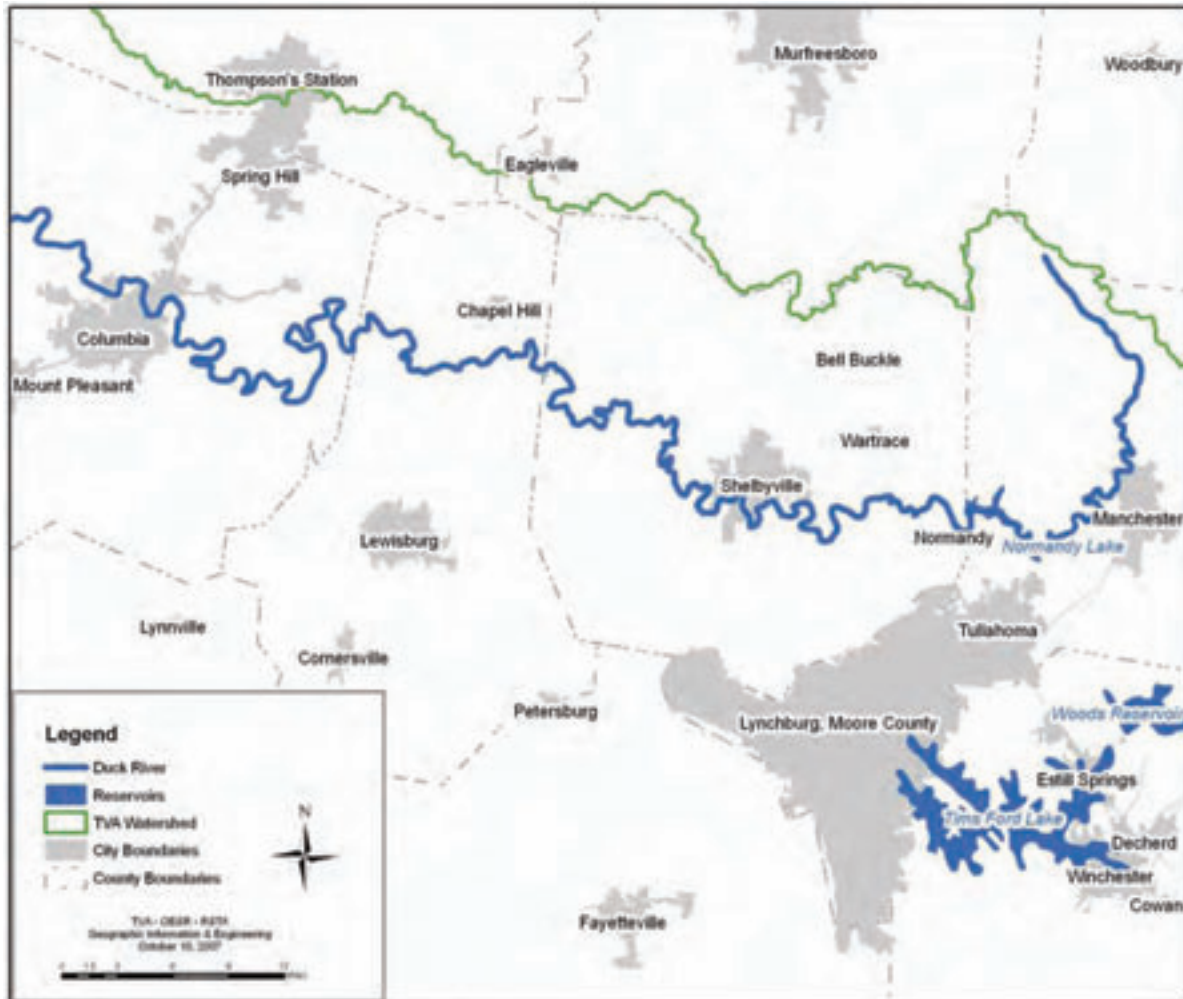 Murfreesboro
Woodbury
Thompson's Station
Eagleville
Spring Hill
Chapel Hill
Columbia
Bell Buckle
Mount Pleasant
Wartrace
Shelbyville
Manchester
Normandy
Normandy Lake
Lewisburg
Lynnville
Tullahoma
Cornersville
Petersburg
Lynchburg, Moore County
Woods Reservoir
Estill Springs
Tims Ford Lake
Decherd
Winchester
Cowan
Fayetteville
Legend
Duck River
Reservoirs
TVA Watershed
City Boundaries
County Boundaries
N
Geographic Information & Engineering
October 10, 2007